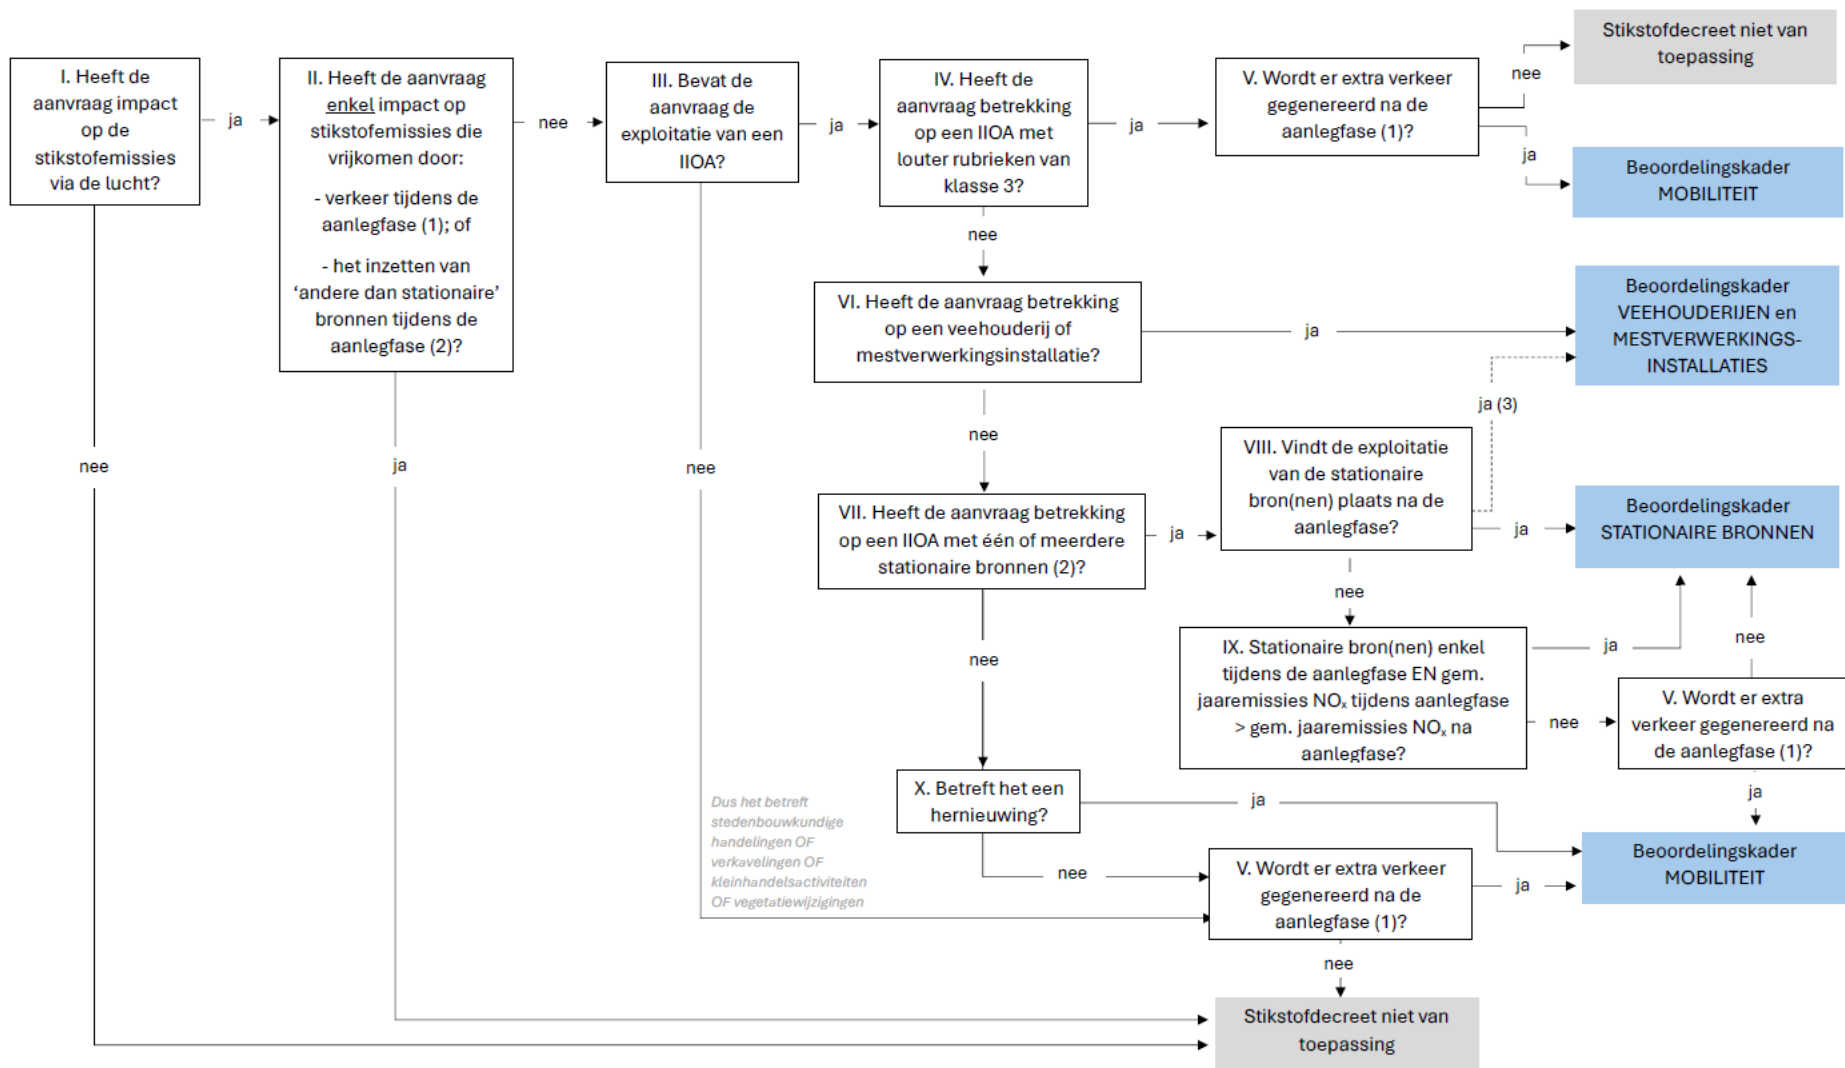 I. Heeft de
aanvraag impact
op de
stikstofemissies
via de lucht?
ja
nee
II. Heeft de aanvraag
enkel impact op
stikstofemissies die
vrijkomen door:
- verkeer tijdens de
aanlegfase (1); of
- het inzetten van
‘andere dan stationaire’
bronnen tijdens de
aanlegfase (2)?
nee
ja
III. Bevat de
aanvraag de
exploitatie van een
IIOA?
ja
nee
Dus het betreft
stedenbouwkundige
handelingen OF
verkavelingen OF
kleinhandelsactiviteiten
OF vegetatiewijzigingen
IV. Heeft de
aanvraag betrekking
op een IIOA met
louter rubrieken van
klasse 3?
ja
nee
V. Wordt er extra verkeer
gegenereerd na de
aanlegfase (1)?
nee
ja
Stikstofdecreet niet van
toepassing
Beoordelingskader
MOBILITEIT
VI. Heeft de aanvraag betrekking
op een veehouderij of
mestverwerkingsinstallatie?
ja
nee
Beoordelingskader
VEEHOUDERIJEN en
MESTVERWERKINGS-
INSTALLATIES
VII. Heeft de aanvraag betrekking
op een IIOA met één of meerdere
stationaire bronnen (2)?
ja
nee
VIII. Vindt de exploitatie
van de stationaire
bron(nen) plaats na de
aanlegfase?
ja (3)
ja
nee
Beoordelingskader
STATIONAIRE BRONNEN
IX. Stationaire bron(nen) enkel
tijdens de aanlegfase EN gem.
jaaremissies NOₓ tijdens aanlegfase
> gem. jaaremissies NOₓ na
aanlegfase?
ja
nee
V. Wordt er extra
verkeer gegenereerd na
de aanlegfase (1)?
nee
ja
X. Betreft het een
hernieuwing?
ja
nee
V. Wordt er extra verkeer
gegenereerd na de
aanlegfase (1)?
ja
nee
Beoordelingskader
MOBILITEIT
Stikstofdecreet niet van
toepassing